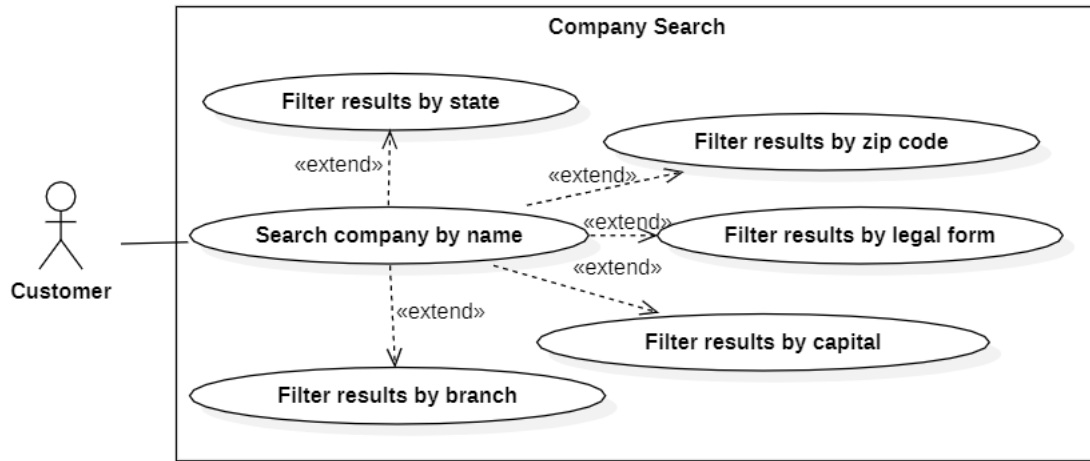 Company Search
Filter results by state
Filter results by zip code
«extend»
«extend»
«extend»
Search company by name
Filter results by legal form
Customer
«extend»
«extend»
Filter results by capital
Filter results by branch